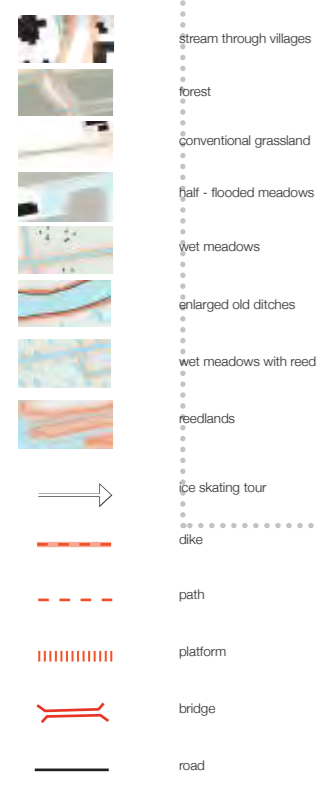 stream through villages
forest
conventional grassland
half - flooded meadows
wet meadows
enlarged old ditches
wet meadows with reed
reedlands
ice skating tour
dike
path
platform
bridge
road